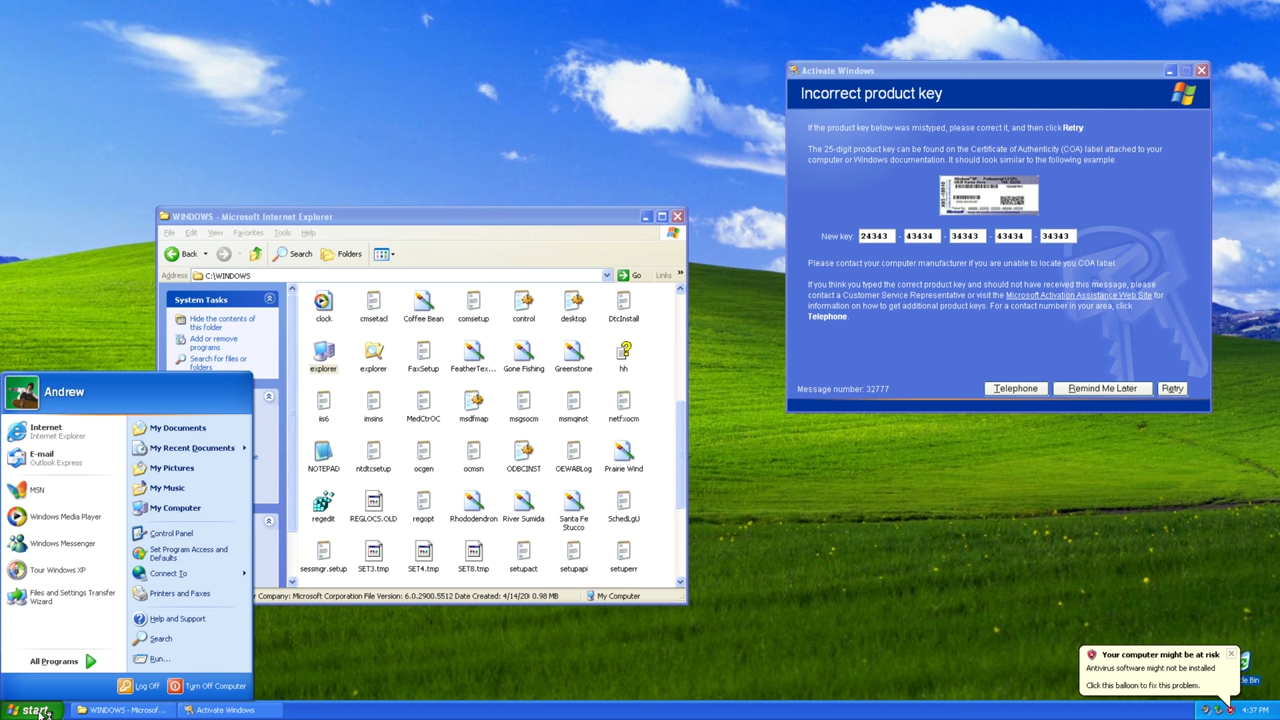 Activate Windows
Incorrect product key
If the product key below was mistyped, please correct it, and then click Retry.
The 25-digit product key can be found on the Certificate of Authenticity (COA) label attached to your
computer or Windows documentation. It should look similar to the following example.
New key: 24343 - 43434 - 34343 - 43434 - 34343
Please contact your computer manufacturer if you are unable to locate you COA label.
If you think you typed the correct product key and should not have received this message, please
contact a Customer Service Representative or visit the Microsoft Activation Assistance Web Site for
information on how to get additional product keys. For a contact number in your area, click
Telephone.
Message number: 32777
Telephone
Remind Me Later
Retry
WINDOWS - Microsoft Internet Explorer
File Edit View Favorites Tools Help
Back Search Folders
Address C:\WINDOWS Go Links »
System Tasks
Hide the contents of
this folder
Add or remove
programs
Search for files or
folders
clock cmsetacl Coffee Bean comsetup control desktop DtcInstall
explorer explorer FaxSetup FeatherTex... Gone Fishing Greenstone hh
iis6 imsins MedCtrOC msdfmap msgsocm msmqinst netfxocm
NOTEPAD ntdtcsetup ocgen ocmsn ODBCINST OEWABLog Prairie Wind
regedit REGLOCS.OLD regopt Rhododendron River Sumida Santa Fe
Stucco SchedLgU
sessmgr.setup SET3.tmp SET4.tmp SET8.tmp setupact setupapi setuperr
Company: Microsoft Corporation File Version: 6.0.2900.5512 Date Created: 4/14/20 0.98 MB My Computer
Andrew
Internet
Internet Explorer
E-mail
Outlook Express
MSN
Windows Media Player
Windows Messenger
Tour Windows XP
Files and Settings Transfer
Wizard
All Programs
My Documents
My Recent Documents
My Pictures
My Music
My Computer
Control Panel
Set Program Access and
Defaults
Connect To
Printers and Faxes
Help and Support
Search
Run...
Log Off
Turn Off Computer
Your computer might be at risk
Antivirus software might not be installed
Click this balloon to fix this problem.
start
WINDOWS - Microsof...
Activate Windows
4:37 PM